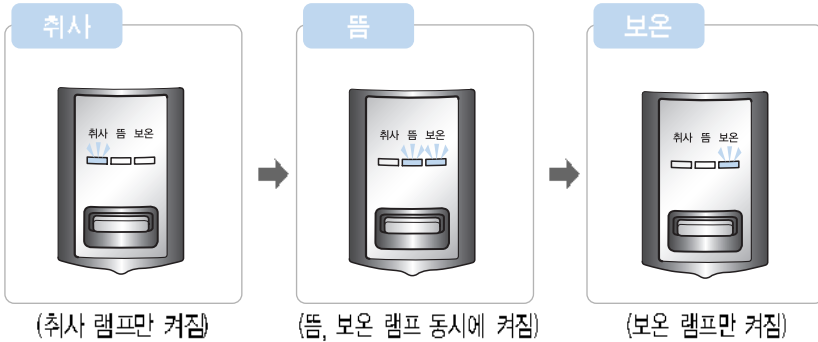 취사
뜸
보온
취사 뜸 보온
취사 뜸 보온
취사 뜸 보온
(취사 램프만 켜짐)
(뜸, 보온 램프 동시에 켜짐)
(보온 램프만 켜짐)